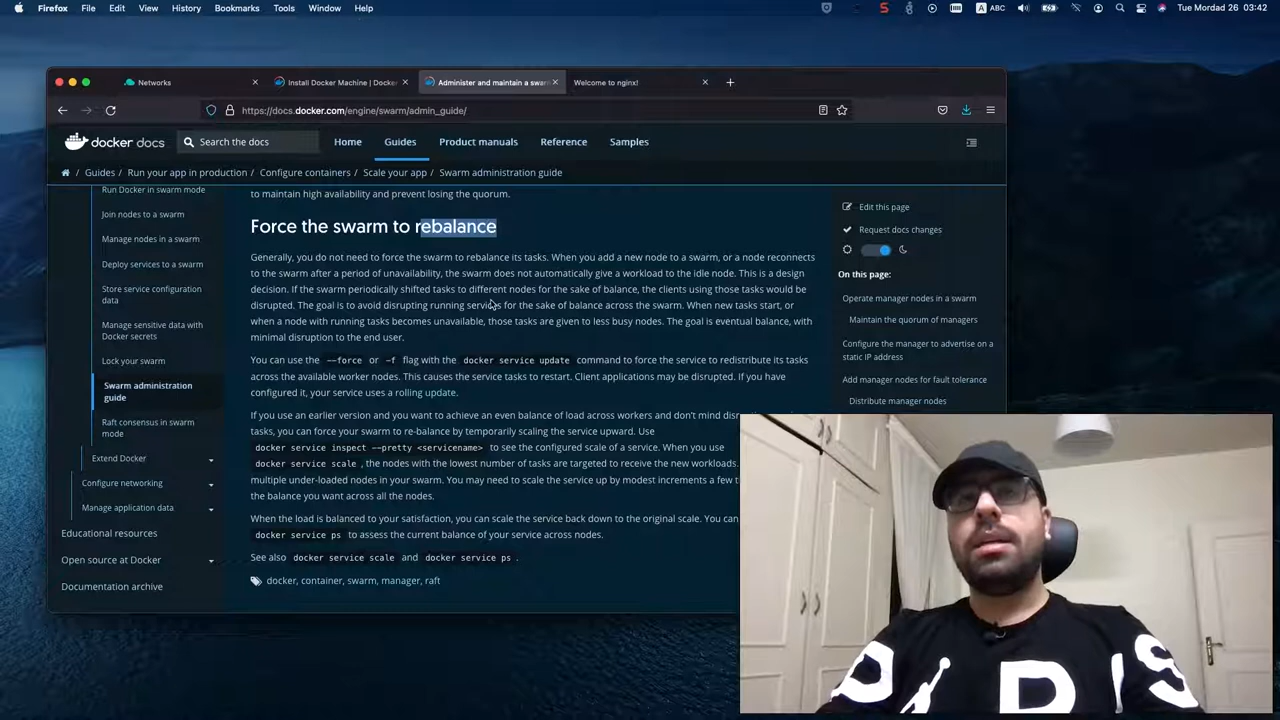 Firefox File Edit View History Bookmarks Tools Window Help
ABC
Tue Mordad 26 03:42
Networks
Install Docker Machine | Docker
Administer and maintain a swar
Welcome to nginx!
https://docs.docker.com/engine/swarm/admin_guide/
docker docs
Search the docs
Home Guides Product manuals Reference Samples
/ Guides / Run your app in production / Configure containers / Scale your app / Swarm administration guide
Run Docker in swarm mode
Join nodes to a swarm
Manage nodes in a swarm
Deploy services to a swarm
Store service configuration
data
Manage sensitive data with
Docker secrets
Lock your swarm
Swarm administration
guide
Raft consensus in swarm
mode
Extend Docker
Configure networking
Manage application data
Educational resources
Open source at Docker
Documentation archive
to maintain high availability and prevent losing the quorum.
Force the swarm to rebalance
Generally, you do not need to force the swarm to rebalance its tasks. When you add a new node to a swarm, or a node reconnects
to the swarm after a period of unavailability, the swarm does not automatically give a workload to the idle node. This is a design
decision. If the swarm periodically shifted tasks to different nodes for the sake of balance, the clients using those tasks would be
disrupted. The goal is to avoid disrupting running services for the sake of balance across the swarm. When new tasks start, or
when a node with running tasks becomes unavailable, those tasks are given to less busy nodes. The goal is eventual balance, with
minimal disruption to the end user.
You can use the --force or -f flag with the docker service update command to force the service to redistribute its tasks
across the available worker nodes. This causes the service tasks to restart. Client applications may be disrupted. If you have
configured it, your service uses a rolling update.
If you use an earlier version and you want to achieve an even balance of load across workers and don't mind
tasks, you can force your swarm to re-balance by temporarily scaling the service upward. Use
docker service inspect --pretty <servicename> to see the configured scale of a service. When you use
docker service scale , the nodes with the lowest number of tasks are targeted to receive the new workloads.
multiple under-loaded nodes in your swarm. You may need to scale the service up by modest increments a few
the balance you want across all the nodes.
When the load is balanced to your satisfaction, you can scale the service back down to the original scale. You can
docker service ps to assess the current balance of your service across nodes.
See also docker service scale and docker service ps .
docker, container, swarm, manager, raft
Edit this page
Request docs changes
On this page:
Operate manager nodes in a swarm
Maintain the quorum of managers
Configure the manager to advertise on a
static IP address
Add manager nodes for fault tolerance
Distribute manager nodes